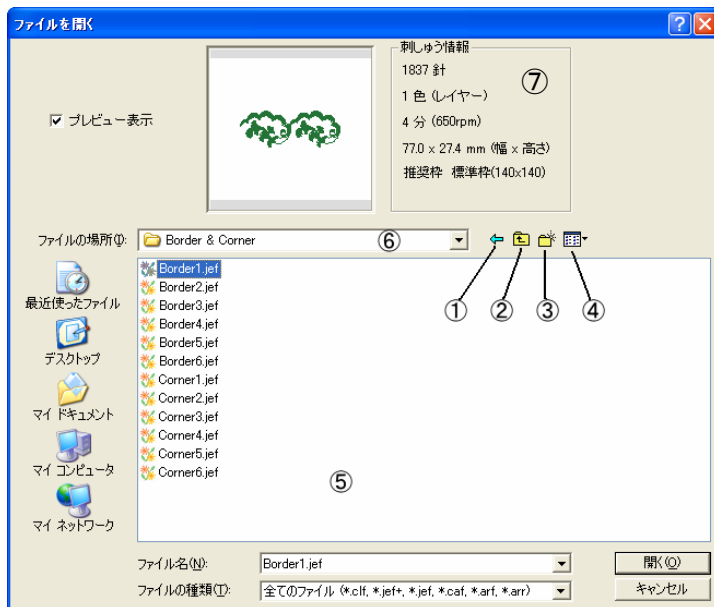 ファイルを開く
プレビュー表示
刺しゅう情報
1837 針
1 色 (レイヤー)
4 分 (650rpm)
77.0 x 27.4 mm (幅 x 高さ)
推奨枠 標準枠(140x140)
⑦
ファイルの場所(I):
Border & Corner
⑥
①
②
③
④
最近使ったファイル
デスクトップ
マイ ドキュメント
マイ コンピュータ
マイ ネットワーク
Border1.jef
Border2.jef
Border3.jef
Border4.jef
Border5.jef
Border6.jef
Corner1.jef
Corner2.jef
Corner3.jef
Corner4.jef
Corner5.jef
Corner6.jef
⑤
ファイル名(N):
Border1.jef
開く(O)
ファイルの種類(T):
全てのファイル (*.clf, *.jef+, *.jef, *.caf, *.arf, *.arr)
キャンセル